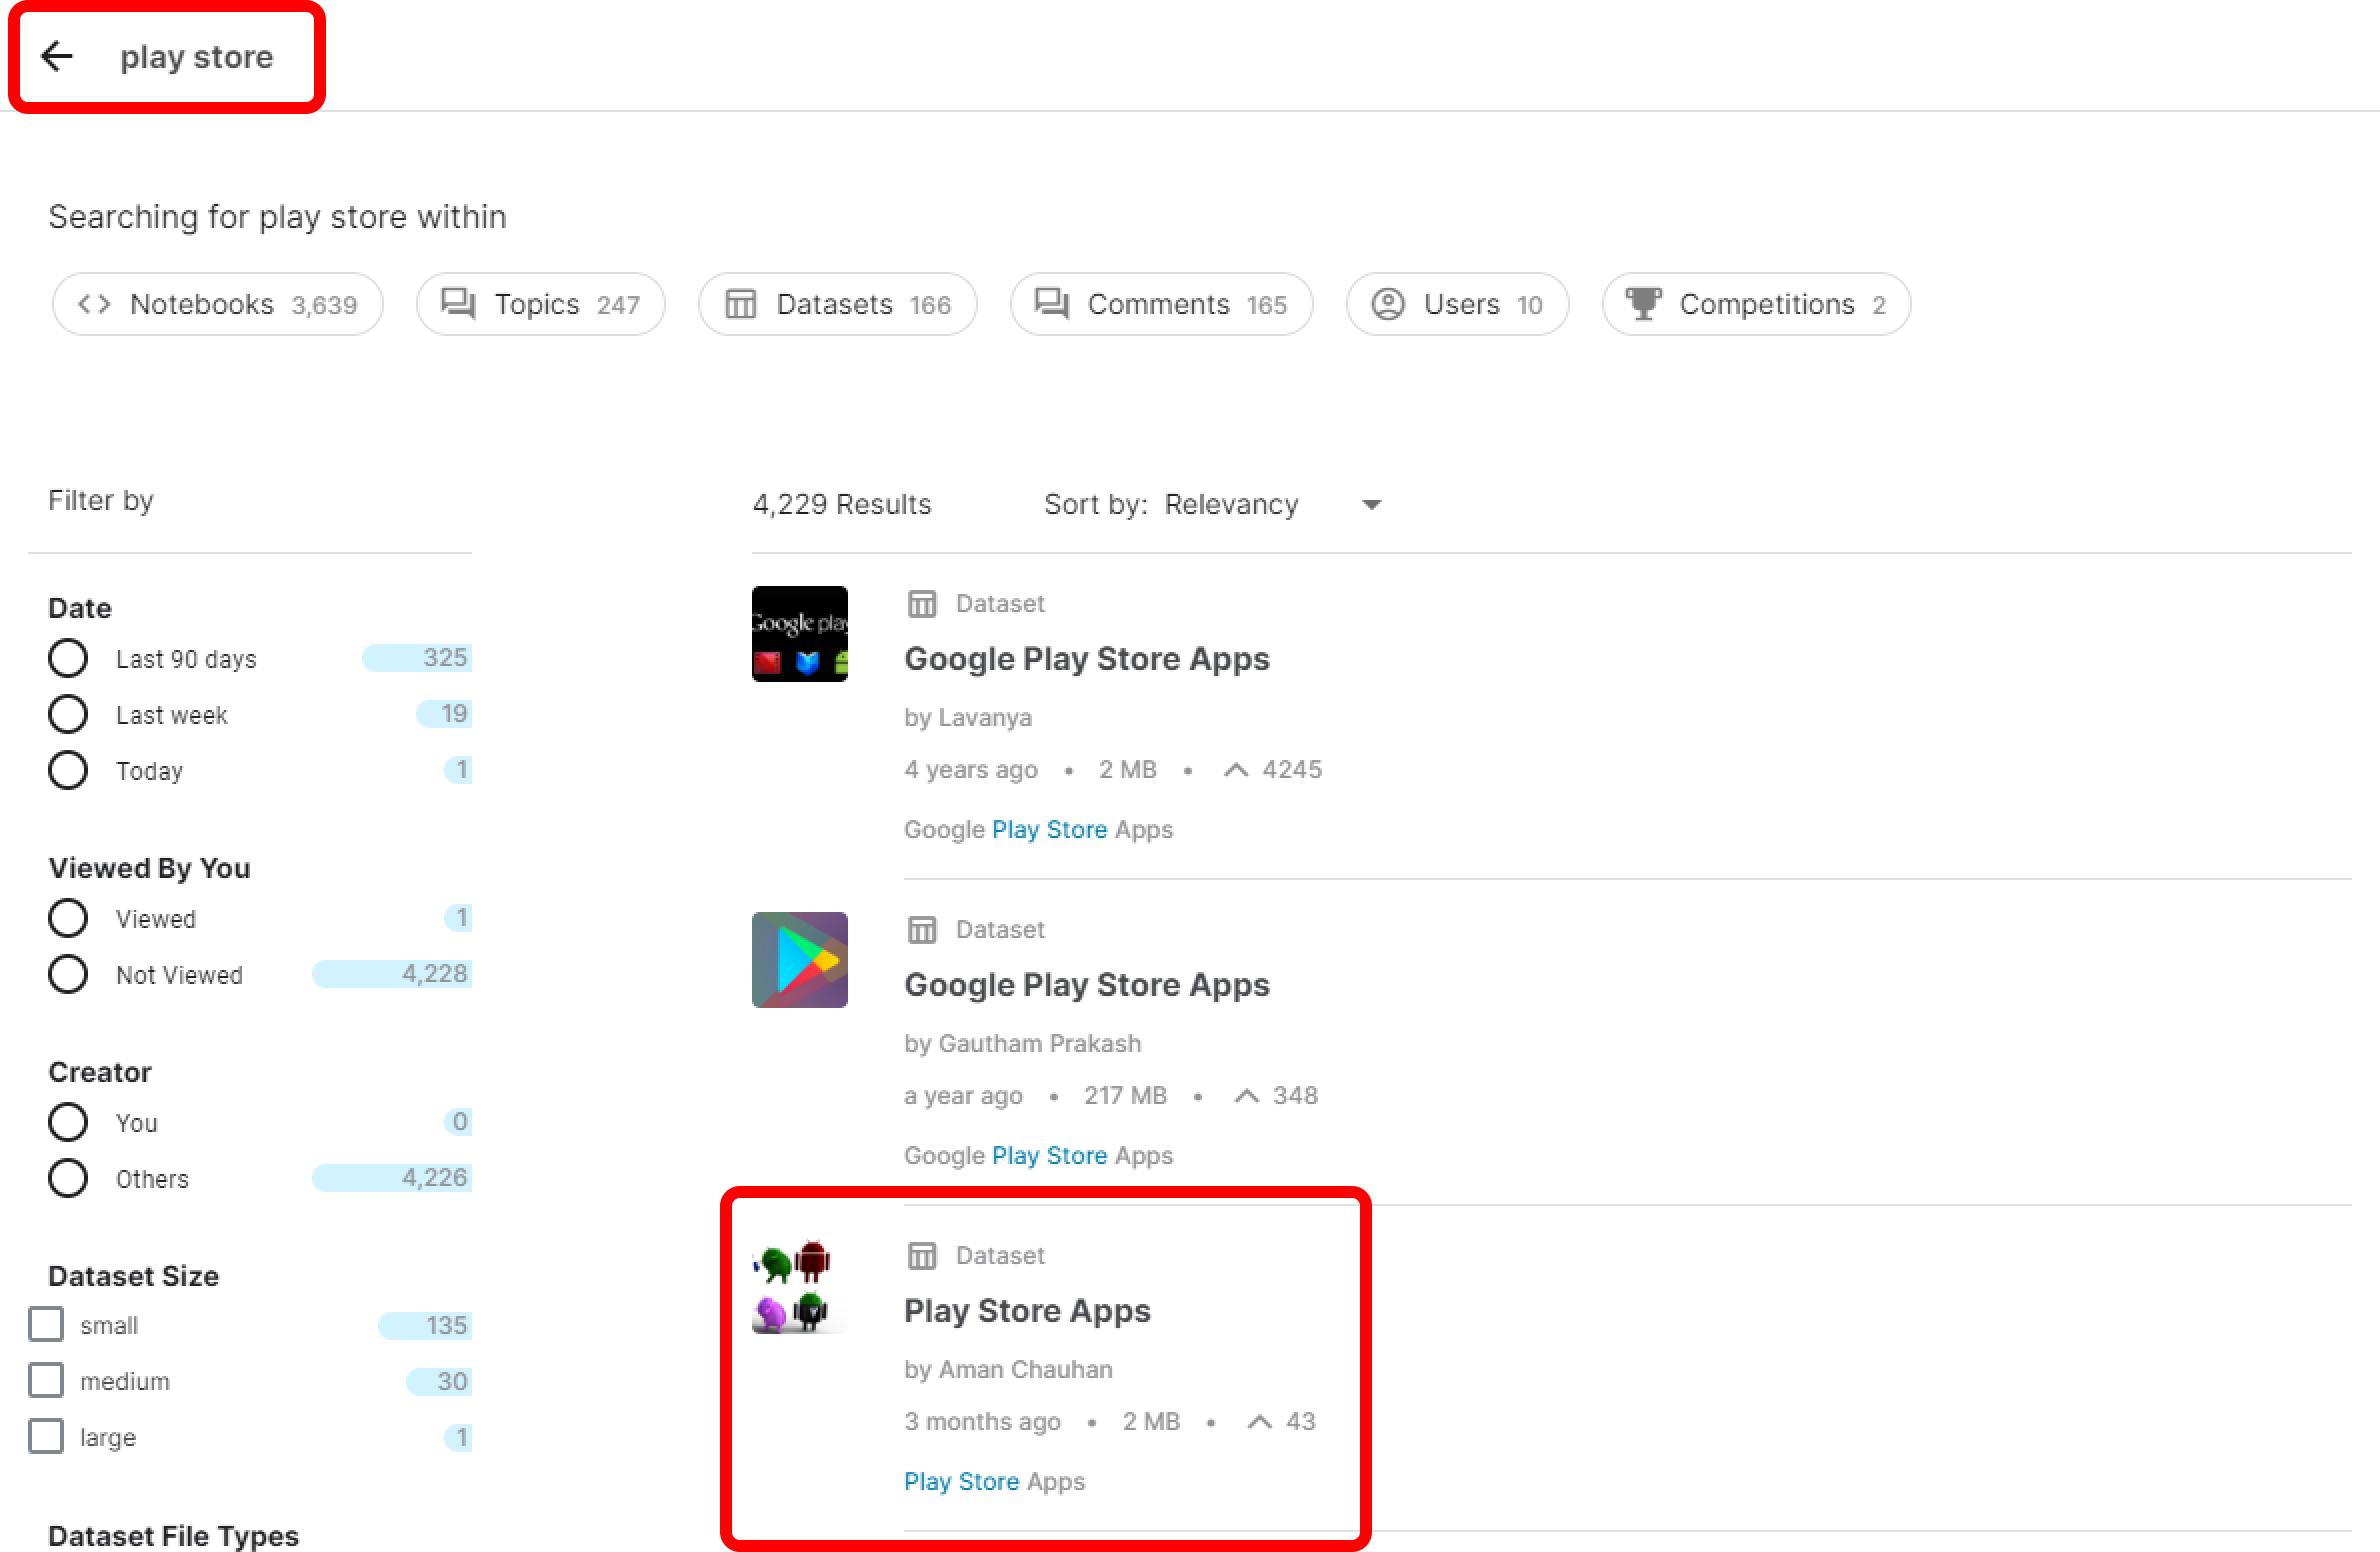 play store
Searching for play store within
Notebooks 3,639 Topics 247 Datasets 166 Comments 165 Users 10 Competitions 2
Filter by
Date
Last 90 days 325
Last week 19
Today 1
Viewed By You
Viewed 1
Not Viewed 4,228
Creator
You 0
Others 4,226
Dataset Size
small 135
medium 30
large 1
Dataset File Types
4,229 Results Sort by: Relevancy
Google play
Dataset
Google Play Store Apps
by Lavanya
4 years ago • 2 MB • 4245
Google Play Store Apps
Dataset
Google Play Store Apps
by Gautham Prakash
a year ago • 217 MB • 348
Google Play Store Apps
Dataset
Play Store Apps
by Aman Chauhan
3 months ago • 2 MB • 43
Play Store Apps